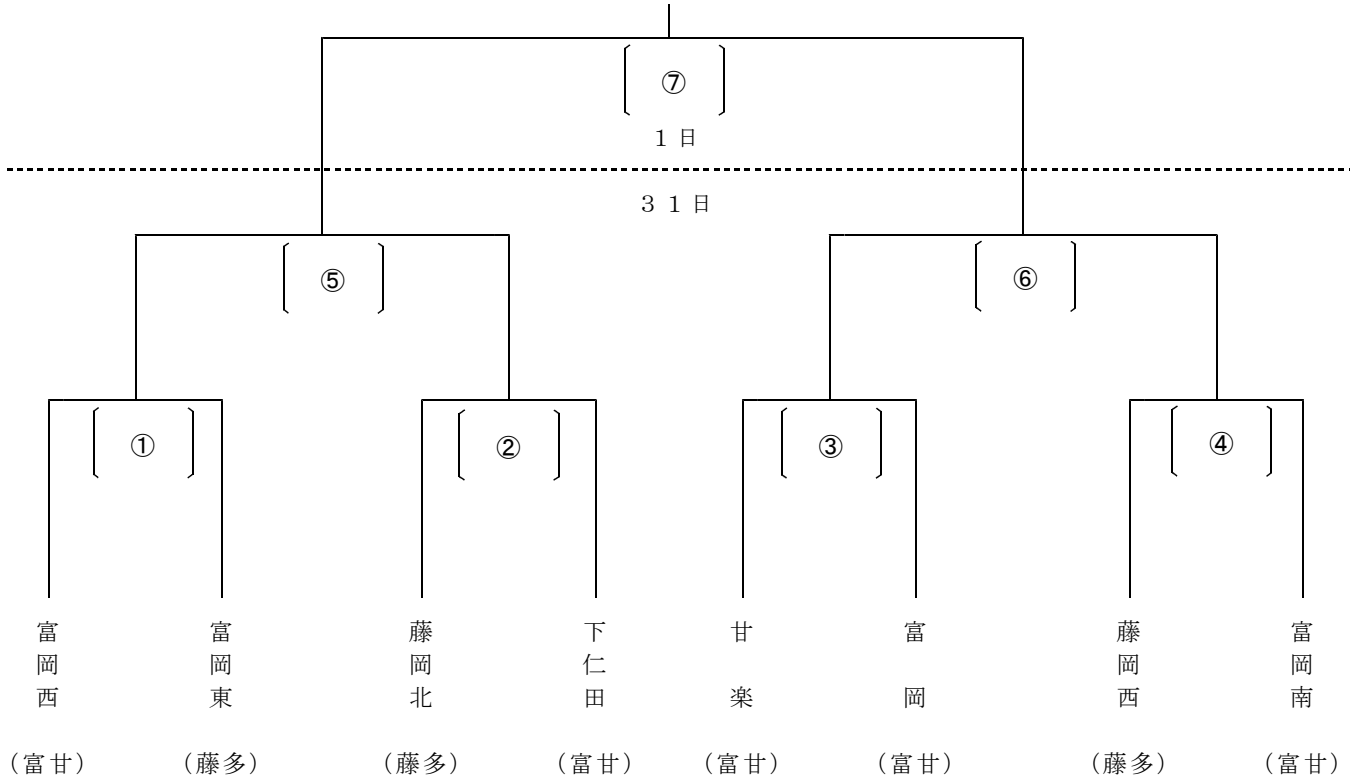 ⑦
1日
31日
⑤
⑥
①
②
③
④
富岡西
富岡東
藤岡北
下仁田
甘楽
富岡
藤岡西
富岡南
(富甘)
(藤多)
(藤多)
(富甘)
(富甘)
(富甘)
(藤多)
(富甘)